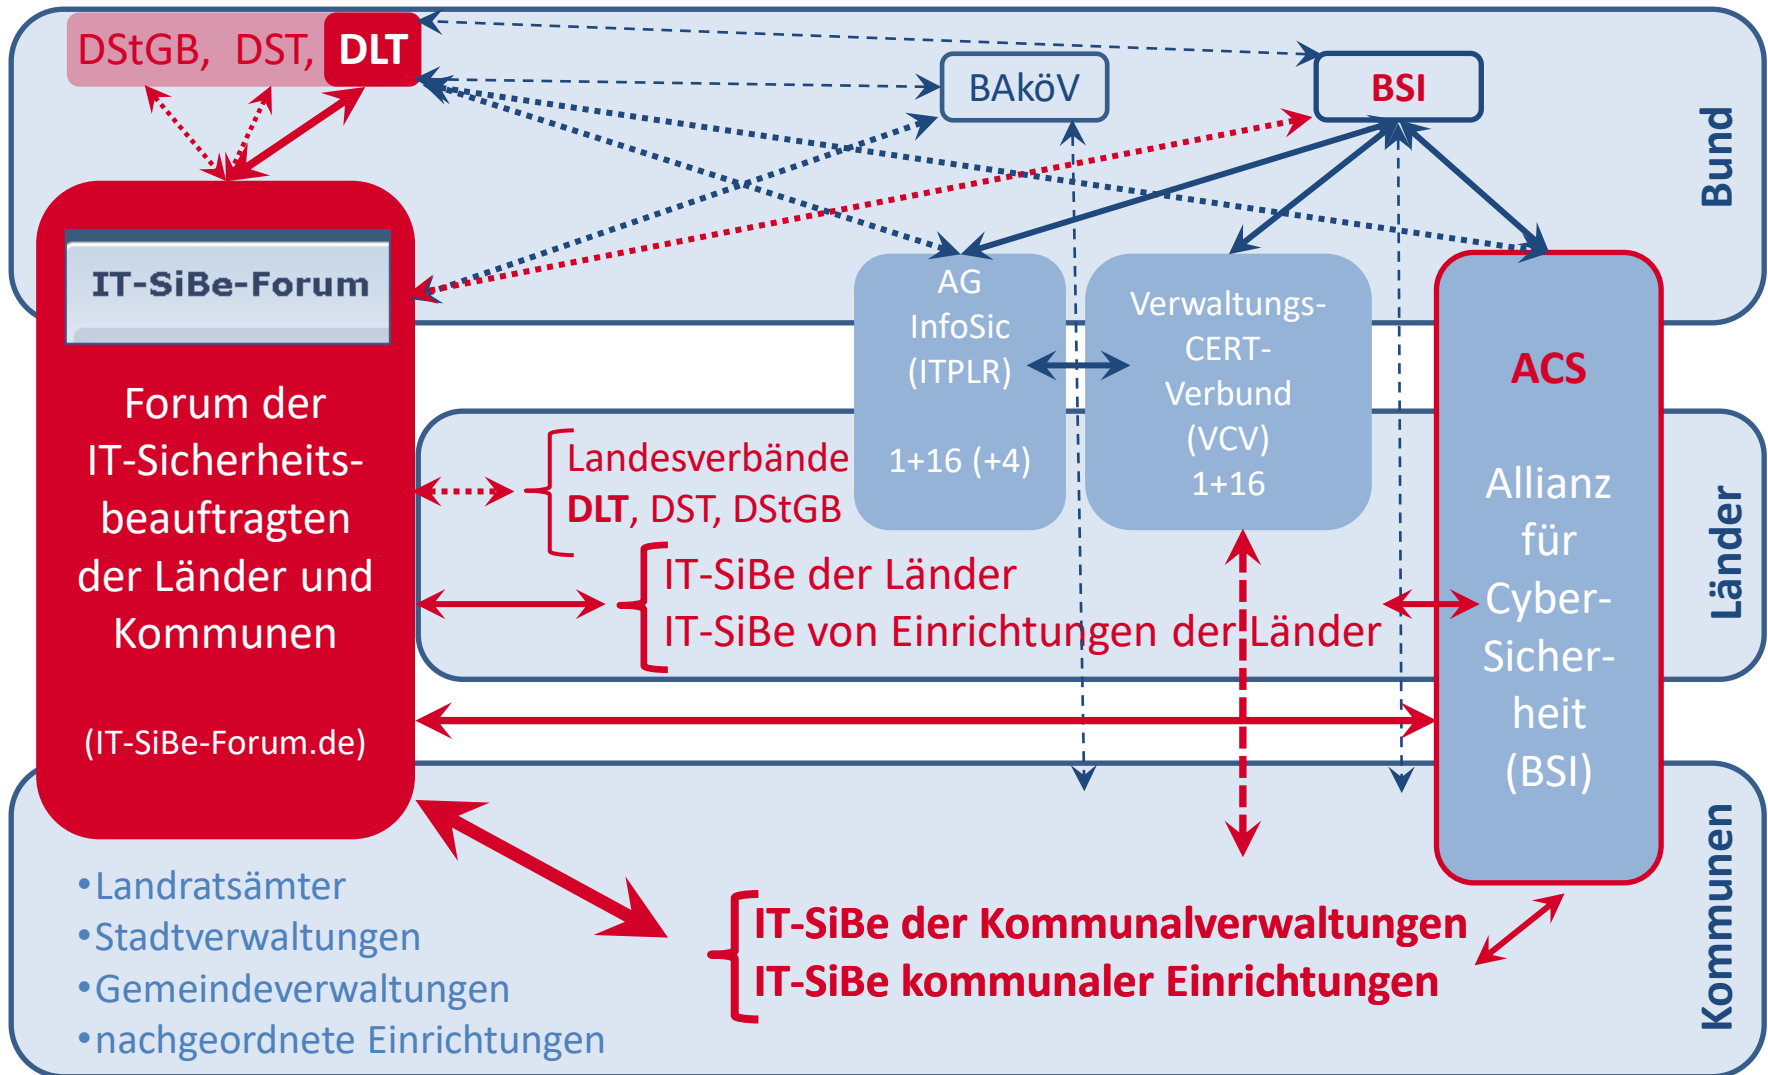 DStGB, DST, DLT
BAköV
BSI
Bund
IT-SiBe-Forum
Forum der
IT-Sicherheits-
beauftragten
der Länder und
Kommunen
(IT-SiBe-Forum.de)
AG
InfoSic
(ITPLR)
1+16 (+4)
Verwaltungs-
CERT-
Verbund
(VCV)
1+16
ACS
Allianz
für
Cyber-
Sicher-
heit
(BSI)
Landesverbände
DLT, DST, DStGB
IT-SiBe der Länder
IT-SiBe von Einrichtungen der Länder
Länder
•Landratsämter
•Stadtverwaltungen
•Gemeindeverwaltungen
•nachgeordnete Einrichtungen
IT-SiBe der Kommunalverwaltungen
IT-SiBe kommunaler Einrichtungen
Kommunen